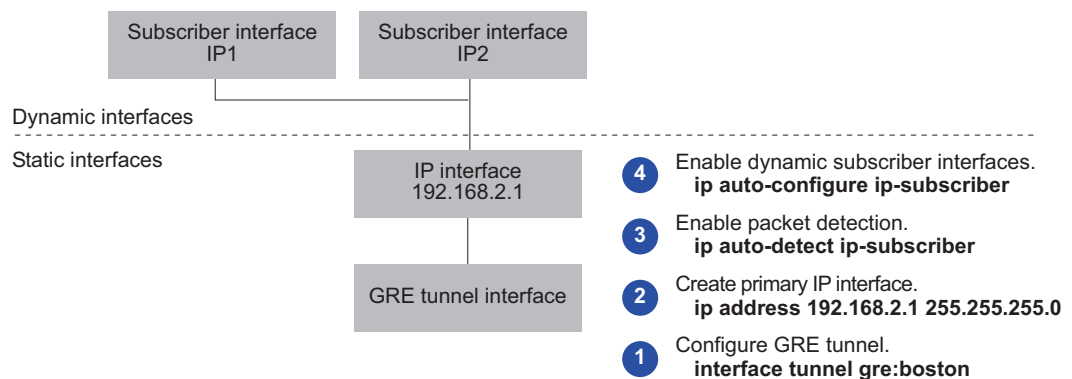 Subscriber interface
IP1
Subscriber interface
IP2
Dynamic interfaces
Static interfaces
IP interface
192.168.2.1
GRE tunnel interface
4
Enable dynamic subscriber interfaces.
ip auto-configure ip-subscriber
3
Enable packet detection.
ip auto-detect ip-subscriber
2
Create primary IP interface.
ip address 192.168.2.1 255.255.255.0
1
Configure GRE tunnel.
interface tunnel gre:boston